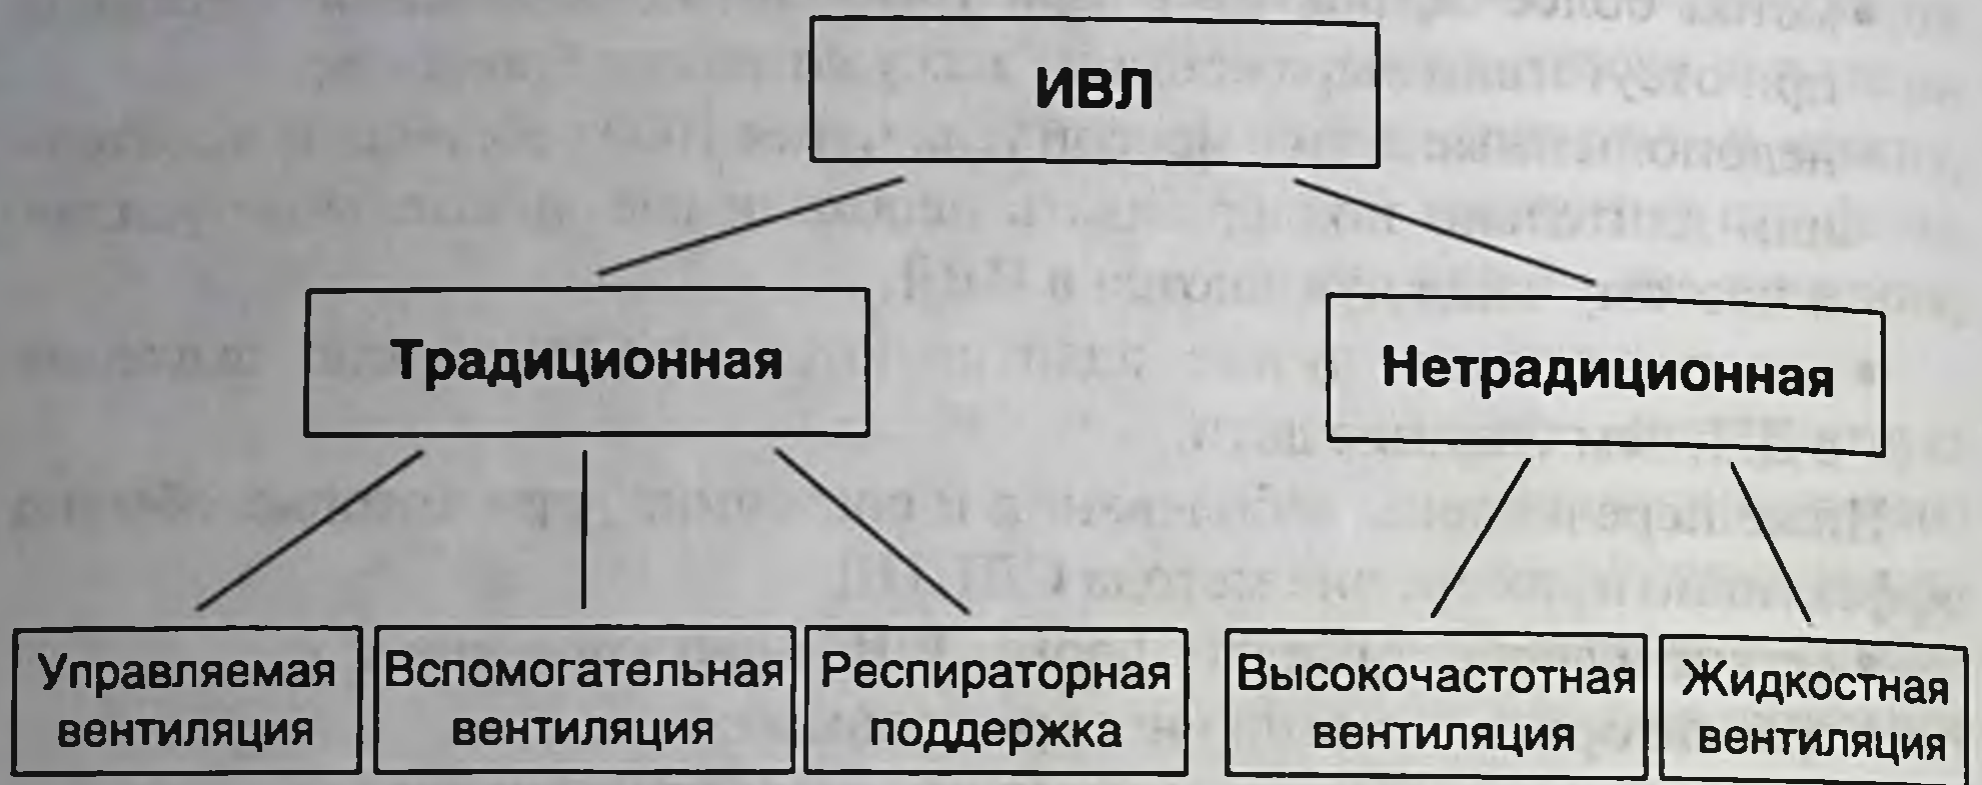 ИВЛ
Традиционная
Нетрадиционная
Управляемая
вентиляция
Вспомогательная
вентиляция
Респираторная
поддержка
Высокочастотная
вентиляция
Жидкостная
вентиляция